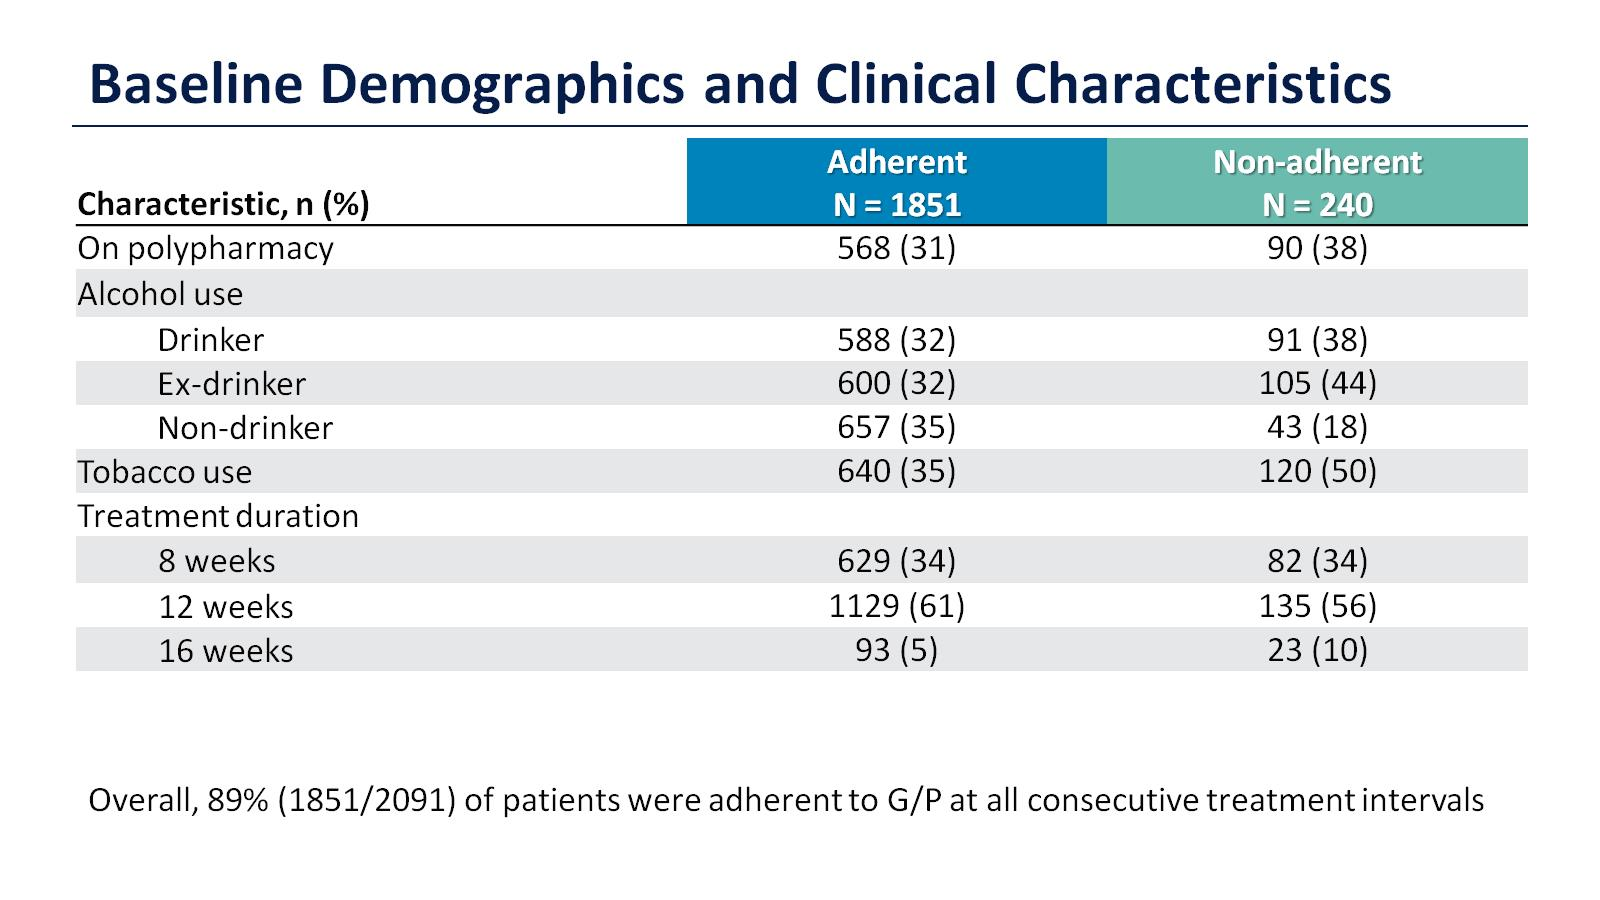 Baseline Demographics and Clinical Characteristics
Characteristic, n (%)
Adherent
N = 1851
Non-adherent
N = 240
On polypharmacy 568 (31) 90 (38)
Alcohol use
Drinker 588 (32) 91 (38)
Ex-drinker 600 (32) 105 (44)
Non-drinker 657 (35) 43 (18)
Tobacco use 640 (35) 120 (50)
Treatment duration
8 weeks 629 (34) 82 (34)
12 weeks 1129 (61) 135 (56)
16 weeks 93 (5) 23 (10)
Overall, 89% (1851/2091) of patients were adherent to G/P at all consecutive treatment intervals